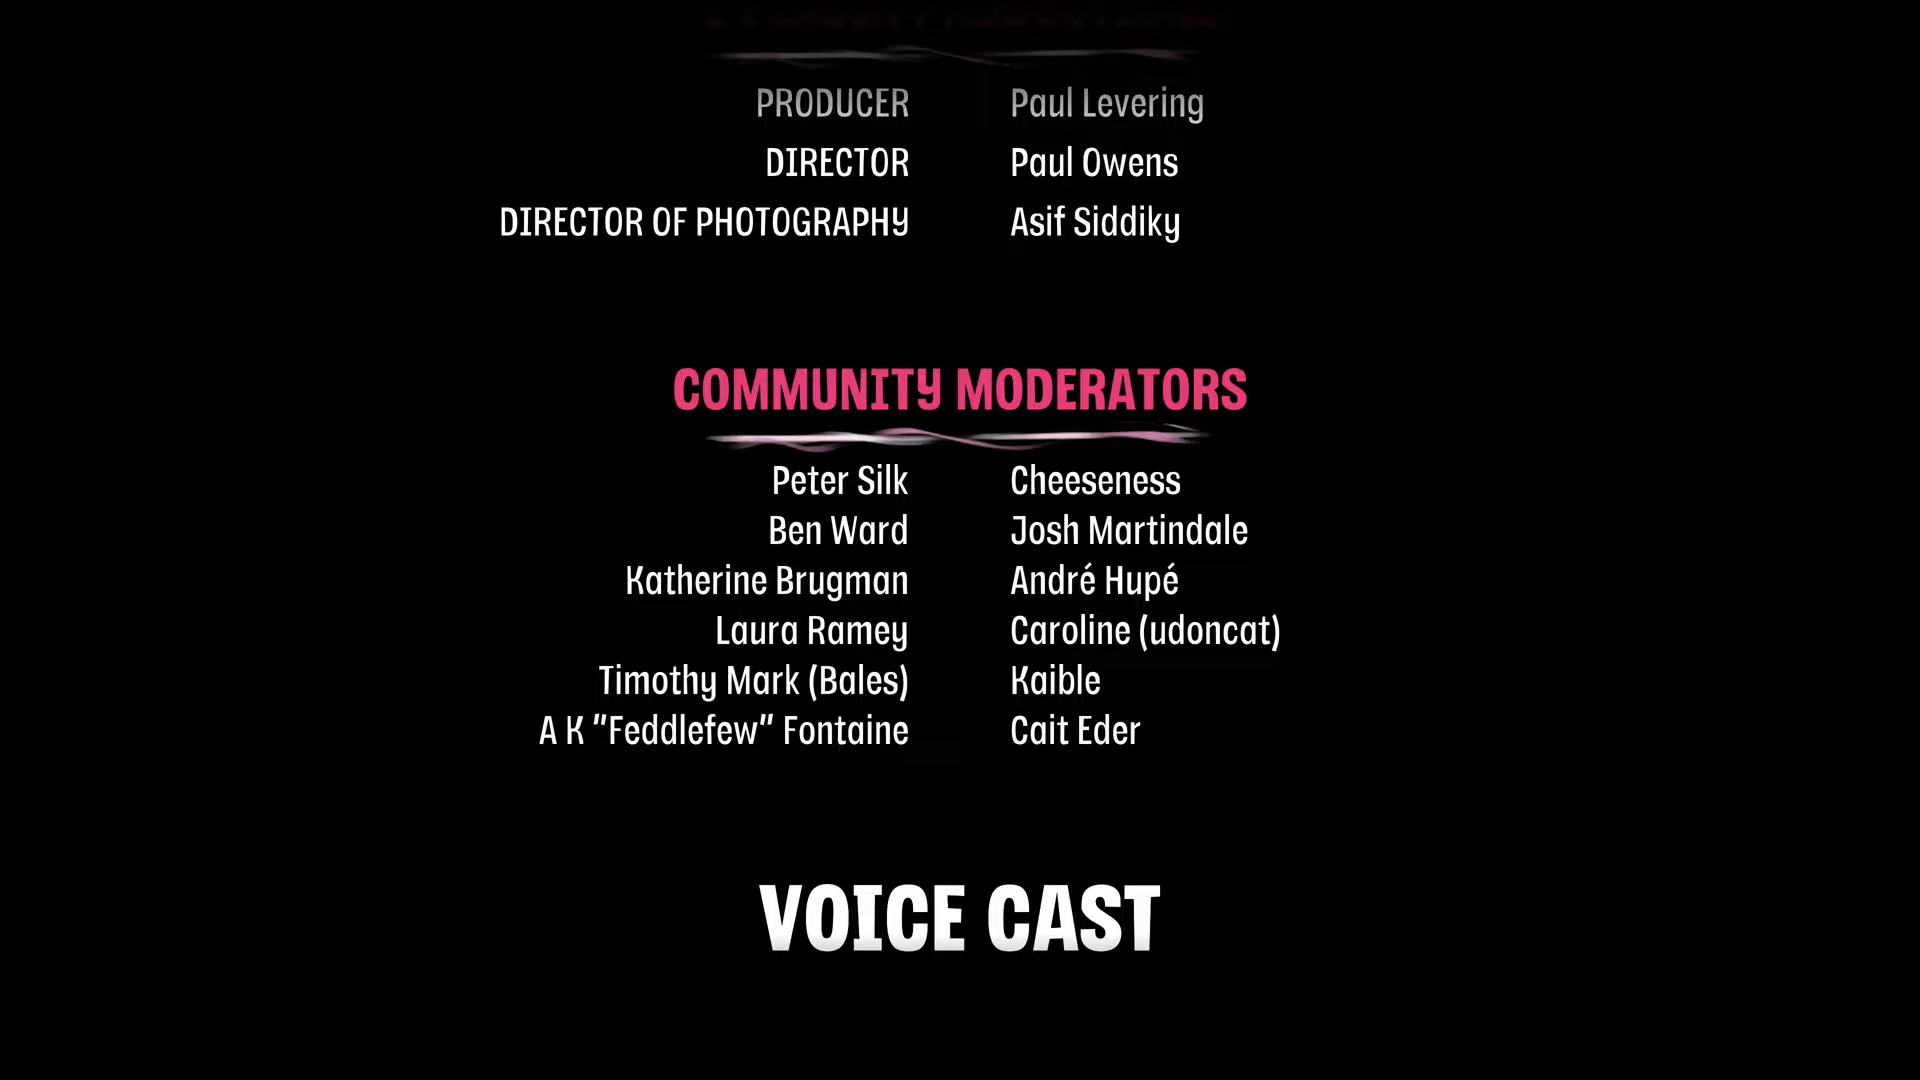 PRODUCER Paul Levering
DIRECTOR Paul Owens
DIRECTOR OF PHOTOGRAPHY Asif Siddiky
COMMUNITY MODERATORS
Peter Silk Cheeseness
Ben Ward Josh Martindale
Katherine Brugman André Hupé
Laura Ramey Caroline (udoncat)
Timothy Mark (Bales) Kaible
A K "Feddlefew" Fontaine Cait Eder
VOICE CAST